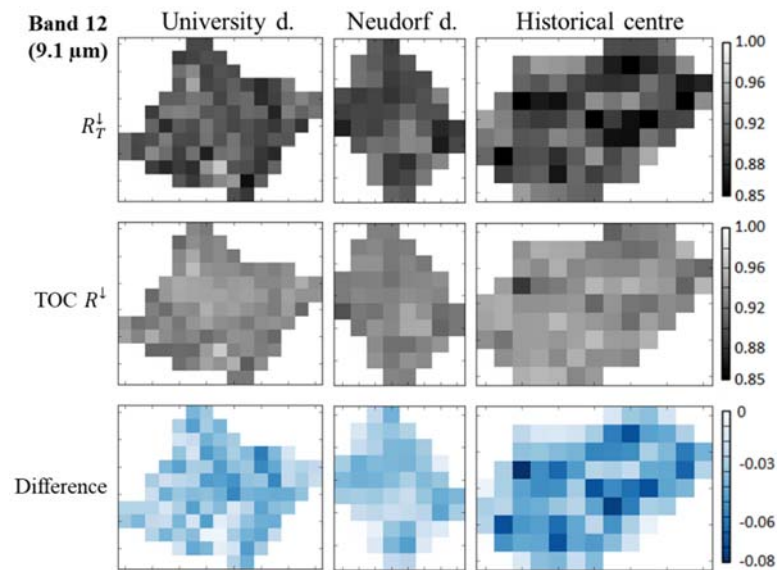 Band 12 University d. Neudorf d. Historical centre
(9.1 µm)
R_T^↓
1.00
0.96
0.92
0.88
0.85
TOC R^↓
1.00
0.96
0.92
0.88
0.85
Difference
0
-0.03
-0.06
-0.08